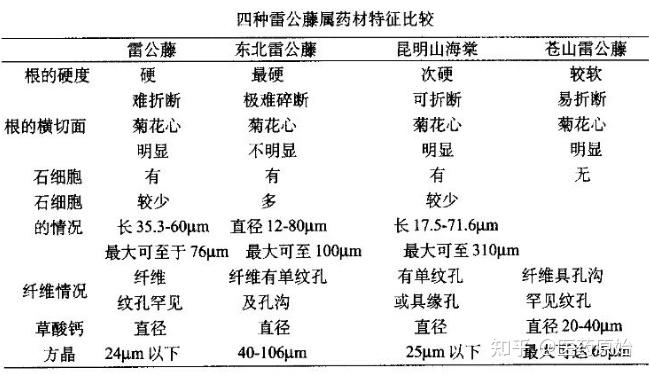 四种雷公藤属药材特征比较
雷公藤 东北雷公藤 昆明山海棠 苍山雷公藤
根的硬度 硬 最硬 次硬 较软
难折断 极难碎断 可折断 易折断
根的横切面 菊花心 菊花心 菊花心 菊花心
明显 不明显 明显 明显
石细胞 有 有 有 无
石细胞 较少 多 较少
的情况 长 35.3-60μm 直径 12-80μm 长 17.5-71.6μm
最大可至于 76μm 最大可至 100μm 最大可至 310μm
纤维情况 纤维 纤维有单纹孔 有单纹孔 纤维具孔沟
纹孔罕见 及孔沟 或具缘孔 罕见纹孔
草酸钙 直径 直径 直径 直径 20-40μm
方晶 24μm 以下 40-106μm 25μm 以下 最大可达 65μm
知乎 @医药原始